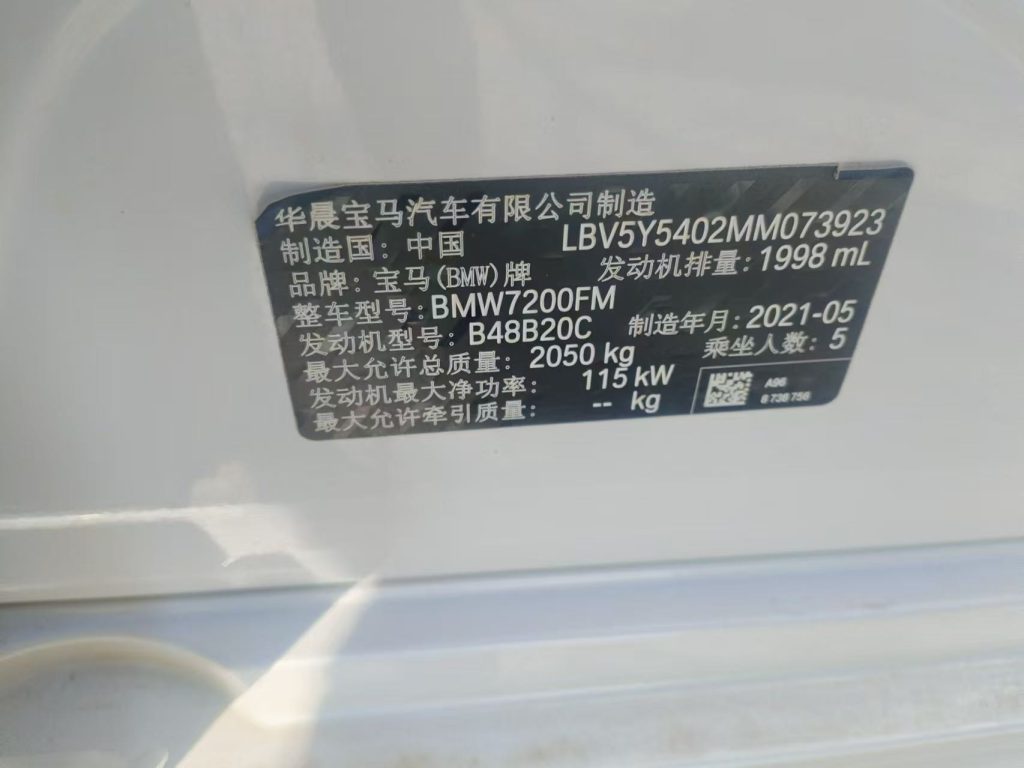 华晨宝马汽车有限公司制造
制造国：中国 LBV5Y5402MM073923
品牌：宝马(BMW)牌 发动机排量：1998 mL
整车型号：BMW7200FM
发动机型号：B48B20C 制造年月：2021-05
最大允许总质量：2050 kg 乘坐人数：5
发动机最大净功率：115 kW
最大允许牵引质量：-- kg
A96
8 738 756